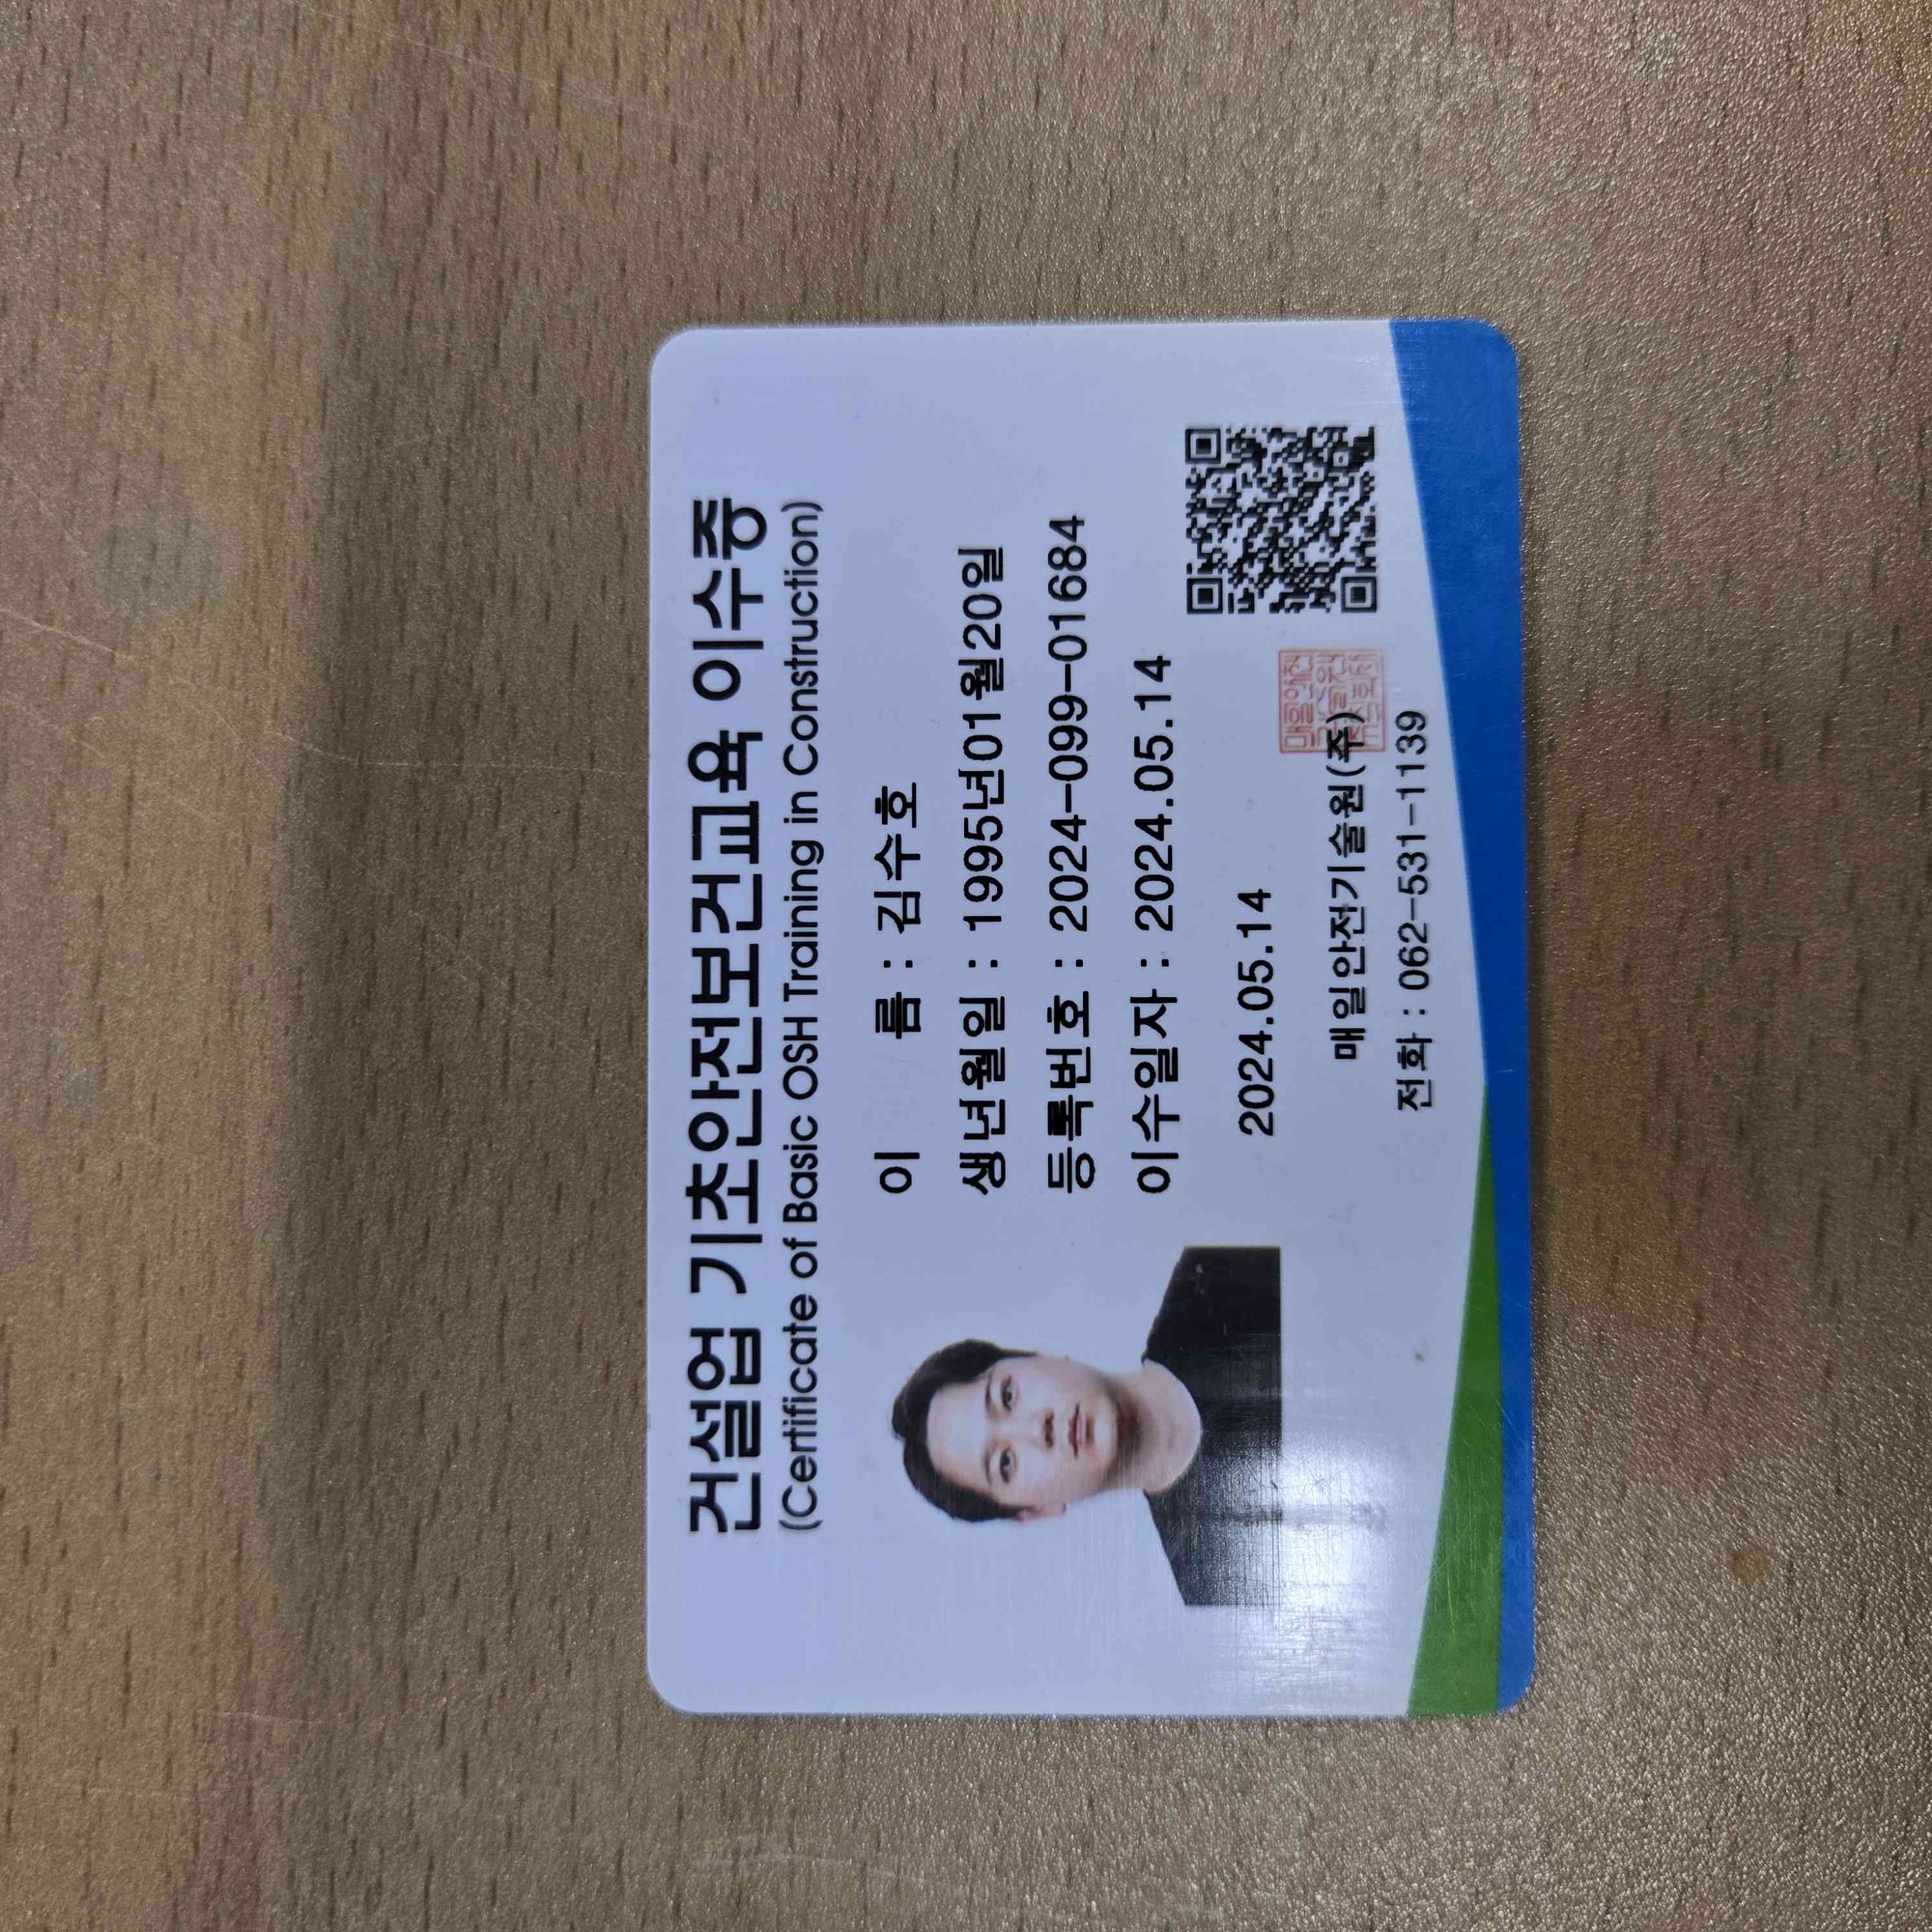 건설업 기초안전보건교육 이수증
(Certificate of Basic OSH Training in Construction)
이 름 : 김수호
생년월일 : 1995년01월20일
등록번호 : 2024-099-01684
이수일자 : 2024.05.14
2024.05.14
매일안전기술원(주)
전화 : 062-531-1139